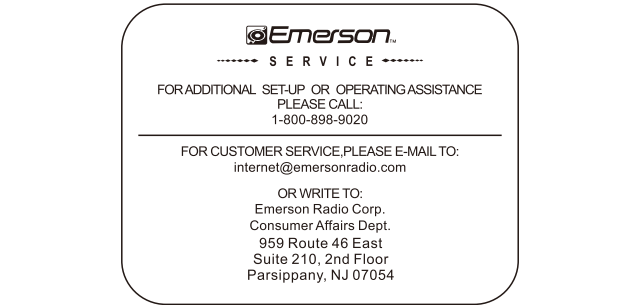 Emerson TM
SERVICE
FOR ADDITIONAL SET-UP OR OPERATING ASSISTANCE
PLEASE CALL:
1-800-898-9020
FOR CUSTOMER SERVICE,PLEASE E-MAIL TO:
internet@emersonradio.com
OR WRITE TO:
Emerson Radio Corp.
Consumer Affairs Dept.
959 Route 46 East
Suite 210, 2nd Floor
Parsippany, NJ 07054